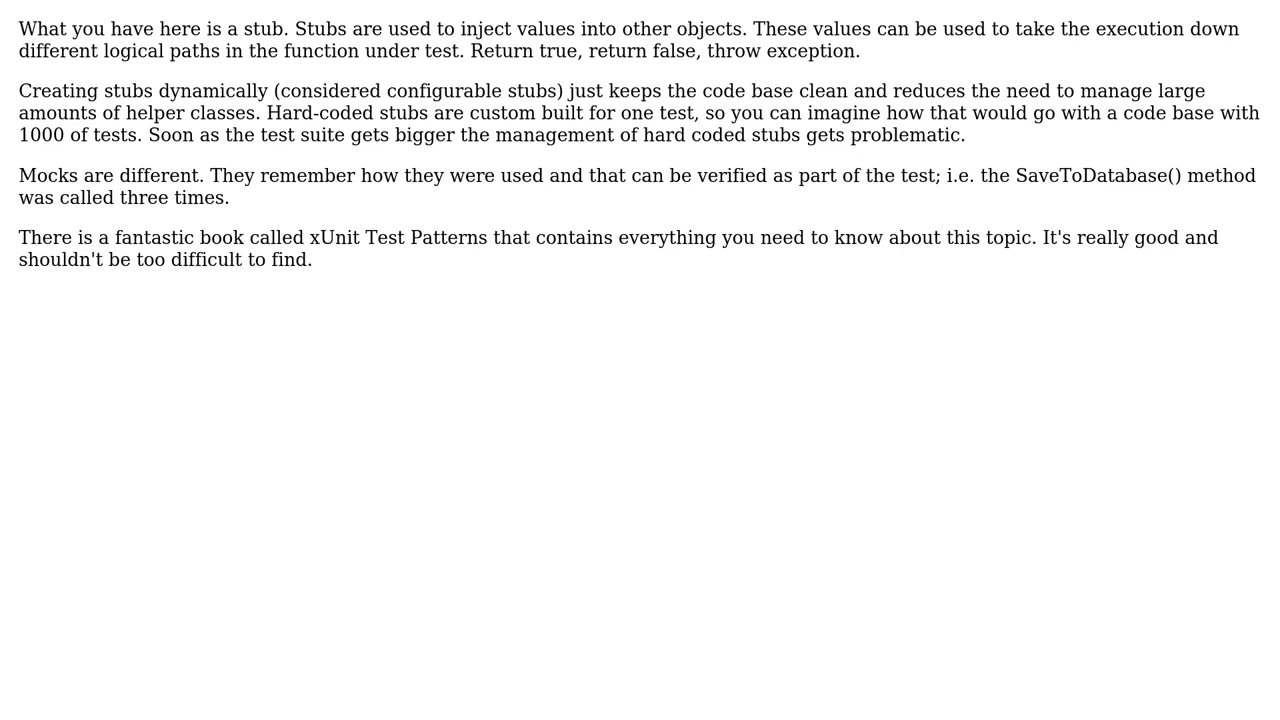 What you have here is a stub. Stubs are used to inject values into other objects. These values can be used to take the execution down
different logical paths in the function under test. Return true, return false, throw exception.
Creating stubs dynamically (considered configurable stubs) just keeps the code base clean and reduces the need to manage large
amounts of helper classes. Hard-coded stubs are custom built for one test, so you can imagine how that would go with a code base with
1000 of tests. Soon as the test suite gets bigger the management of hard coded stubs gets problematic.
Mocks are different. They remember how they were used and that can be verified as part of the test; i.e. the SaveToDatabase() method
was called three times.
There is a fantastic book called xUnit Test Patterns that contains everything you need to know about this topic. It's really good and
shouldn't be too difficult to find.